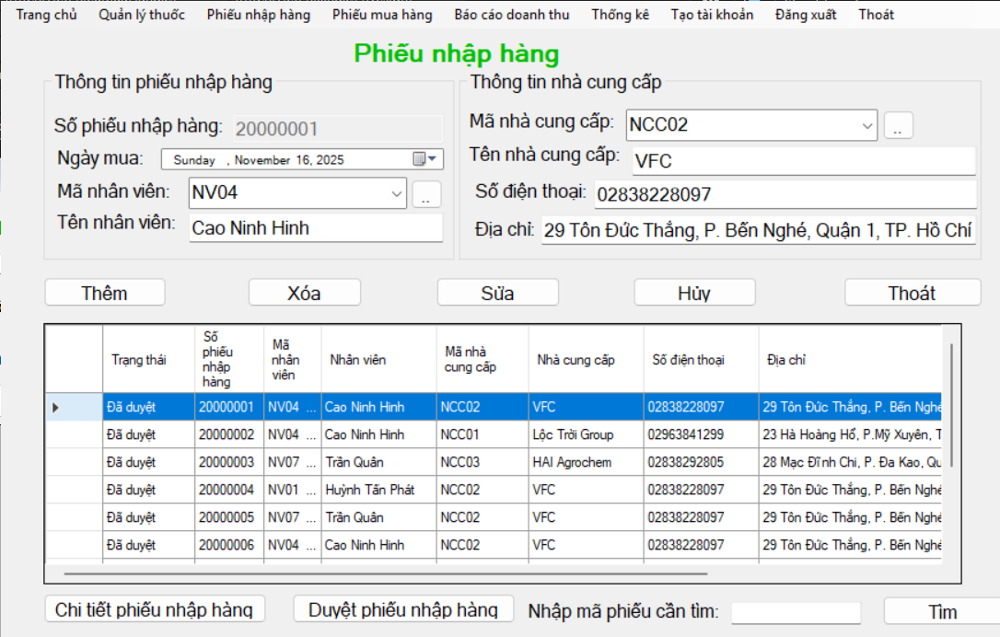 Trang chủ Quản lý thuốc Phiếu nhập hàng Phiếu mua hàng Báo cáo doanh thu Thống kê Tạo tài khoản Đăng xuất Thoát
Phiếu nhập hàng
Thông tin phiếu nhập hàng
Số phiếu nhập hàng: 20000001
Ngày mua: Sunday , November 16, 2025
Mã nhân viên: NV04 ..
Tên nhân viên: Cao Ninh Hinh
Thông tin nhà cung cấp
Mã nhà cung cấp: NCC02 ..
Tên nhà cung cấp: VFC
Số điện thoại: 02838228097
Địa chỉ: 29 Tôn Đức Thắng, P. Bến Nghé, Quận 1, TP. Hồ Chí
Thêm Xóa Sửa Hủy Thoát
Trạng thái Số phiếu nhập hàng Mã nhân viên Nhân viên Mã nhà cung cấp Nhà cung cấp Số điện thoại Địa chỉ
Đã duyệt 20000001 NV04 ... Cao Ninh Hinh NCC02 VFC 02838228097 29 Tôn Đức Thắng, P. Bến Nghé
Đã duyệt 20000002 NV04 ... Cao Ninh Hinh NCC01 Lộc Trời Group 02963841299 23 Hà Hoàng Hổ, P.Mỹ Xuyên, T
Đã duyệt 20000003 NV07 ... Trần Quân NCC03 HAI Agrochem 02838292805 28 Mạc Đĩnh Chi, P. Đa Kao, Qu
Đã duyệt 20000004 NV01 ... Huỳnh Tấn Phát NCC02 VFC 02838228097 29 Tôn Đức Thắng, P. Bến Nghé
Đã duyệt 20000005 NV07 ... Trần Quân NCC02 VFC 02838228097 29 Tôn Đức Thắng, P. Bến Nghé
Đã duyệt 20000006 NV04 ... Cao Ninh Hinh NCC02 VFC 02838228097 29 Tôn Đức Thắng, P. Bến Nghé
Chi tiết phiếu nhập hàng Duyệt phiếu nhập hàng Nhập mã phiếu cần tìm: Tìm